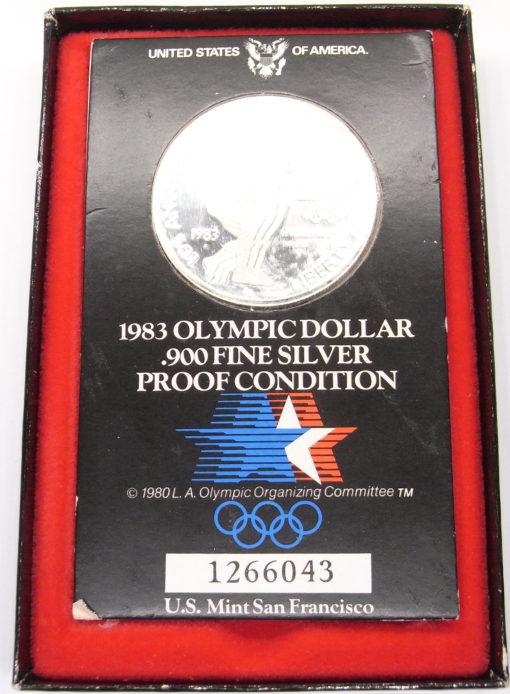 UNITED STATES OF AMERICA.
1983
LIBERTY
1983 OLYMPIC DOLLAR
.900 FINE SILVER
PROOF CONDITION
© 1980 L. A. Olympic Organizing Committee TM
1266043
U.S. Mint San Francisco